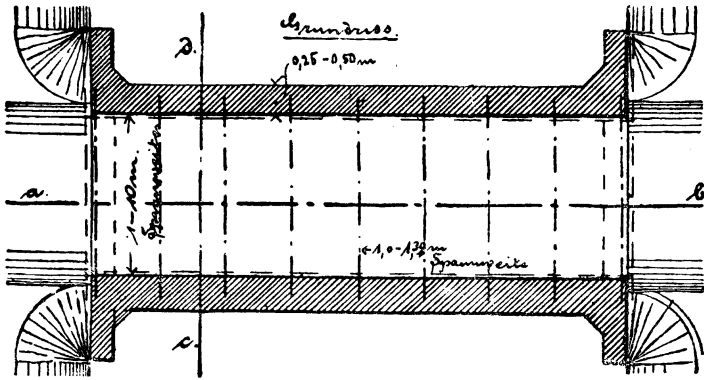 Grundriss.
d.
0,25-0,50 m
a.
b
1-10 m.
Spannweite
1,0-1,30 m
Spannweite
c.